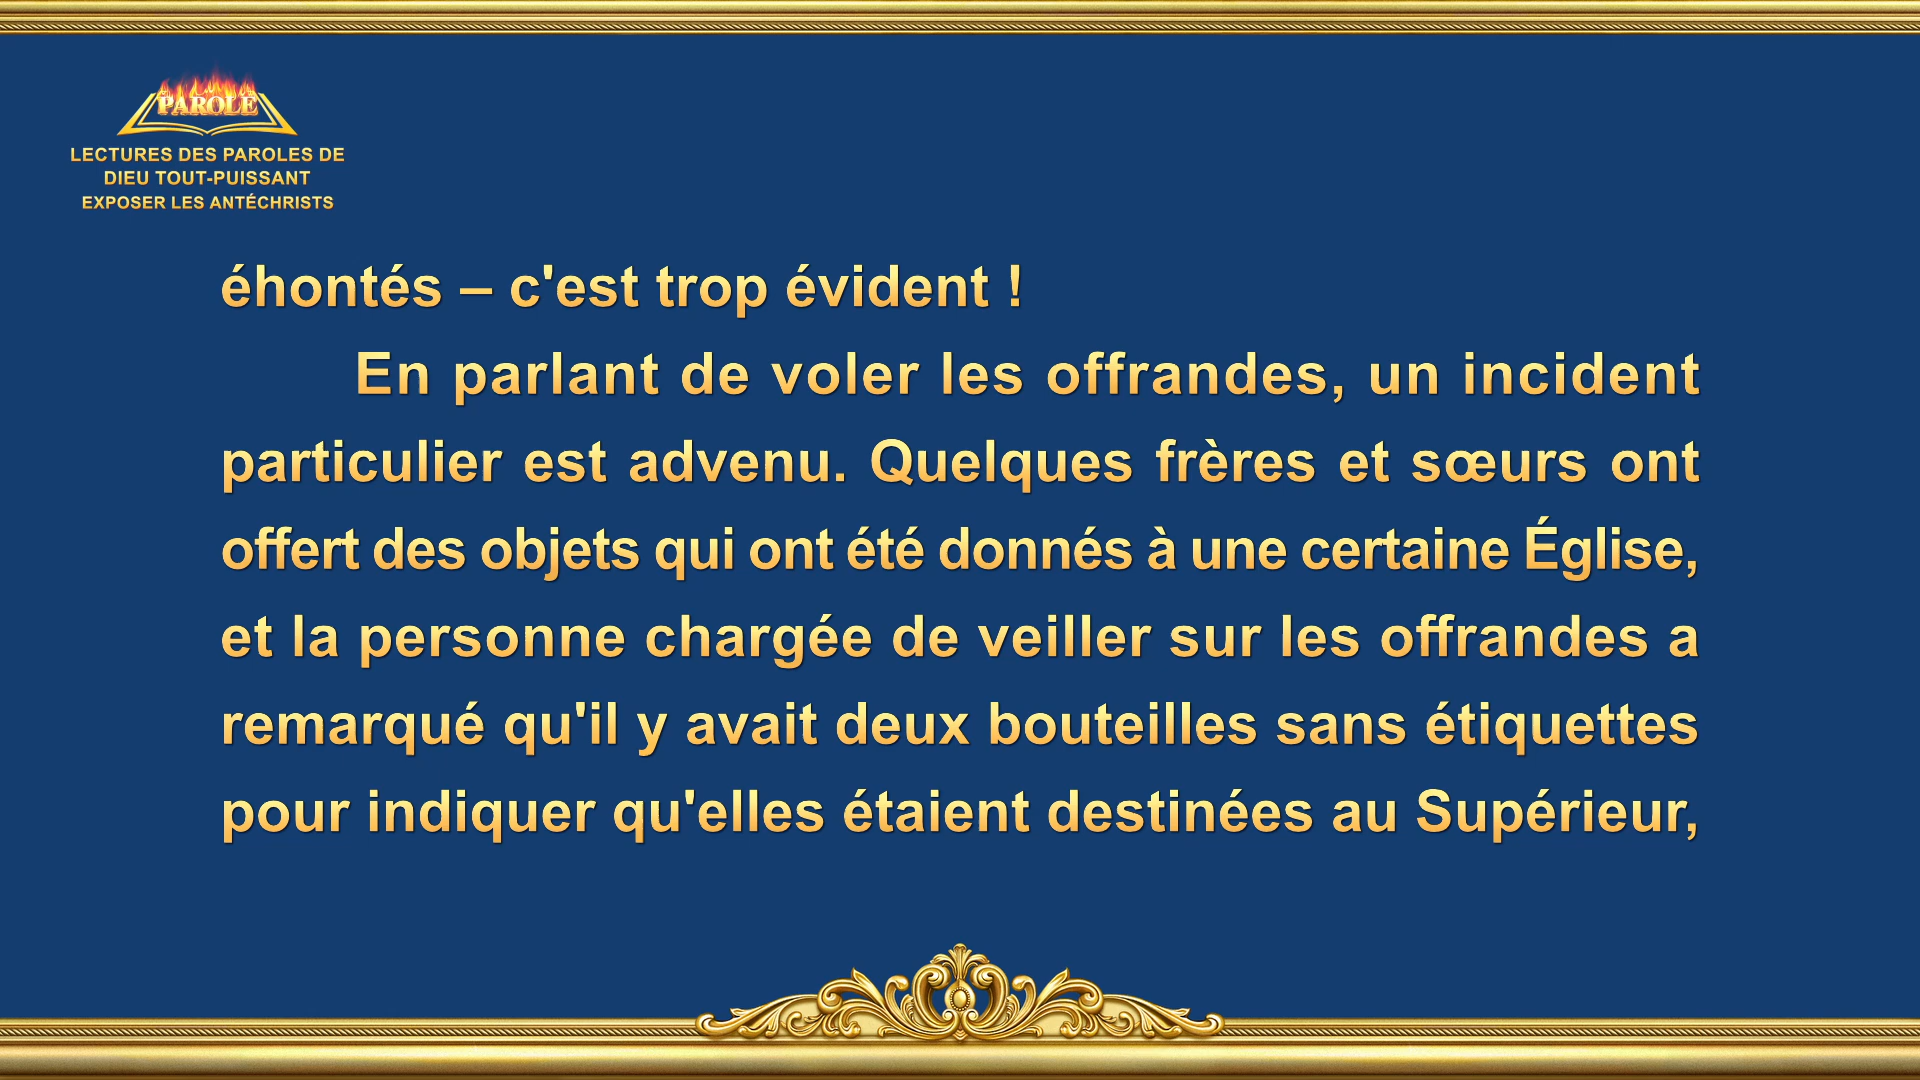 PAROLE
LECTURES DES PAROLES DE
DIEU TOUT-PUISSANT
EXPOSER LES ANTÉCHRISTS
éhontés – c'est trop évident !
En parlant de voler les offrandes, un incident
particulier est advenu. Quelques frères et sœurs ont
offert des objets qui ont été donnés à une certaine Église,
et la personne chargée de veiller sur les offrandes a
remarqué qu'il y avait deux bouteilles sans étiquettes
pour indiquer qu'elles étaient destinées au Supérieur,